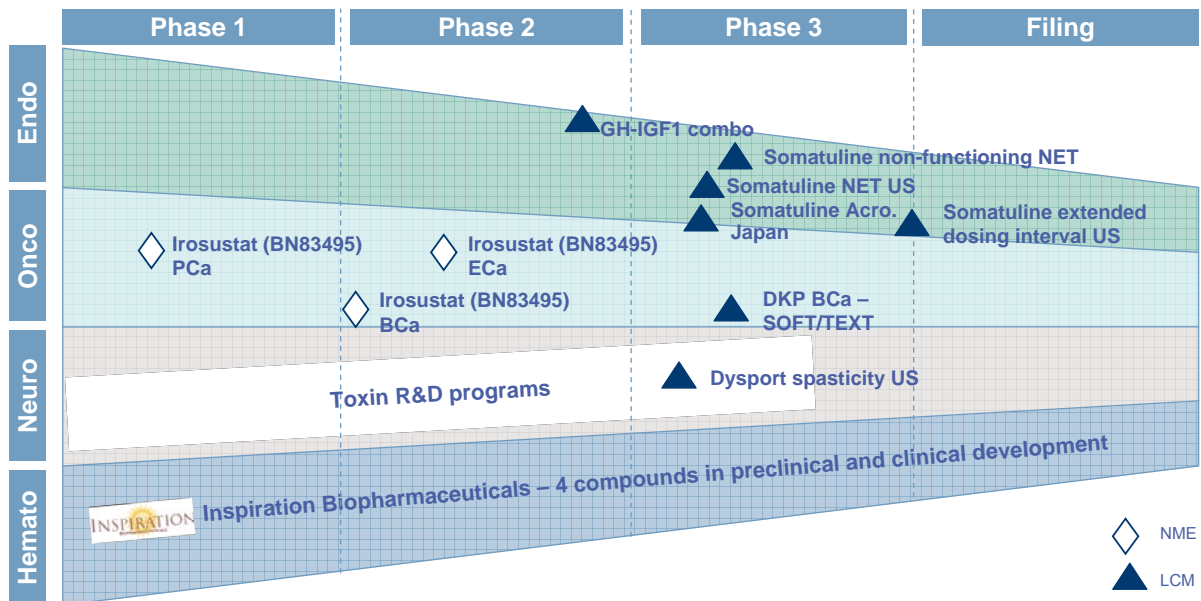 Phase 1
Phase 2
Phase 3
Filing
Endo
GH-IGF1 combo
Somatuline non-functioning NET
Somatuline NET US
Somatuline Acro.
Japan
Somatuline extended
dosing interval US
Onco
Irosustat (BN83495)
PCa
Irosustat (BN83495)
ECa
Irosustat (BN83495)
BCa
DKP BCa –
SOFT/TEXT
Neuro
Toxin R&D programs
Dysport spasticity US
Hemato
INSPIRATION
Inspiration Biopharmaceuticals – 4 compounds in preclinical and clinical development
NME
LCM